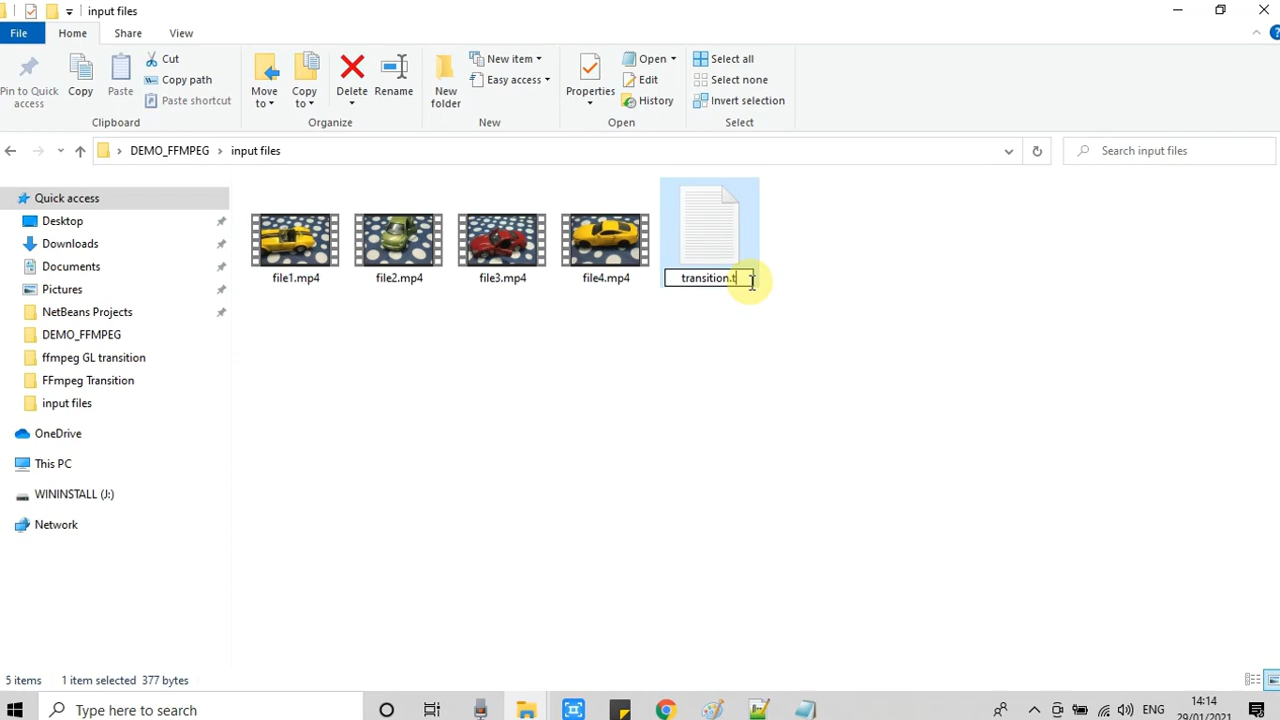 input files
File Home Share View
Pin to Quick access
Copy
Paste
Cut
Copy path
Paste shortcut
Clipboard
Move to
Copy to
Delete
Rename
Organize
New folder
New item
Easy access
New
Properties
Open
Edit
History
Open
Select all
Select none
Invert selection
Select
DEMO_FFMPEG input files
Search input files
Quick access
Desktop
Downloads
Documents
Pictures
NetBeans Projects
DEMO_FFMPEG
ffmpeg GL transition
FFmpeg Transition
input files
OneDrive
This PC
WININSTALL (J:)
Network
file1.mp4 file2.mp4 file3.mp4 file4.mp4 transition.t
5 items 1 item selected 377 bytes
Type here to search
ENG
14:14
29/01/2021